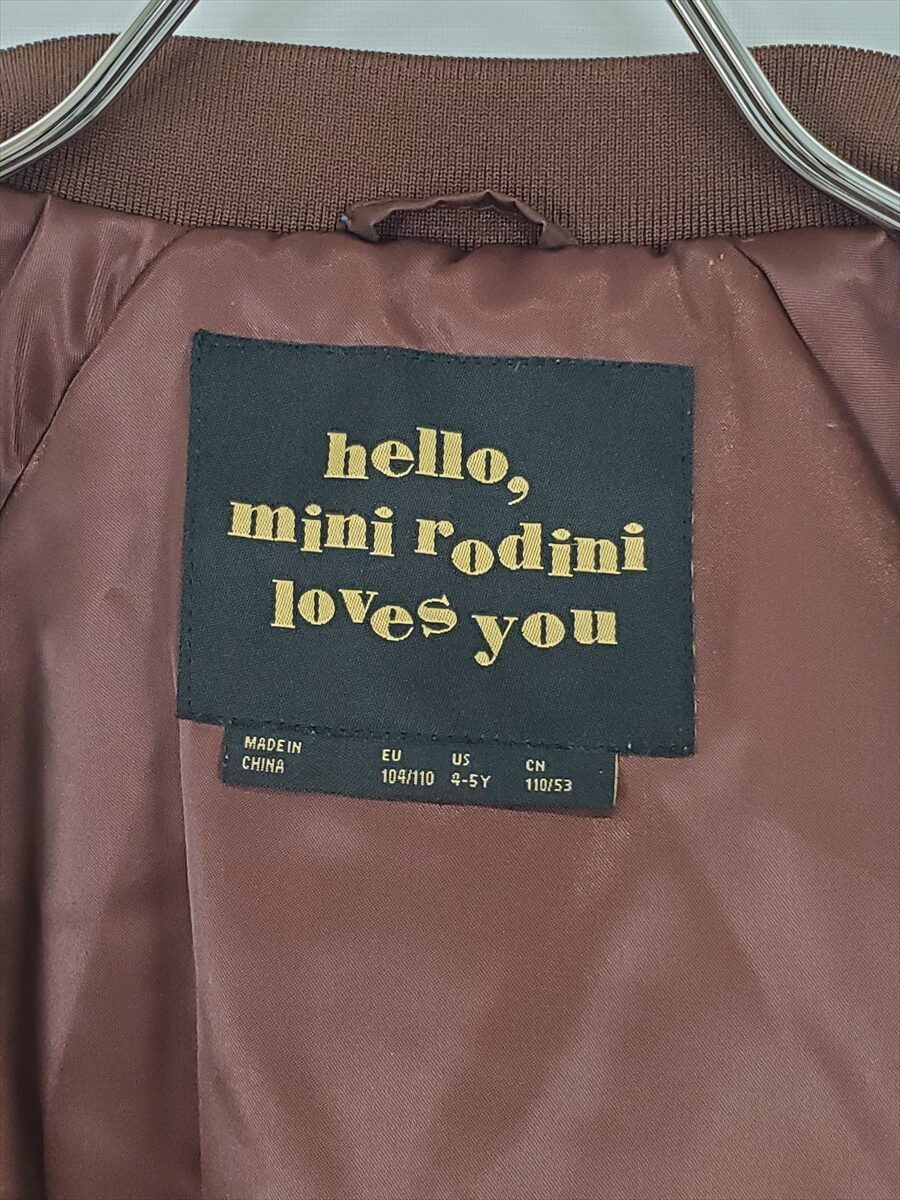 hello,
mini rodini
loves you
MADE IN
CHINA
EU
104/110
US
4-5Y
CN
110/53